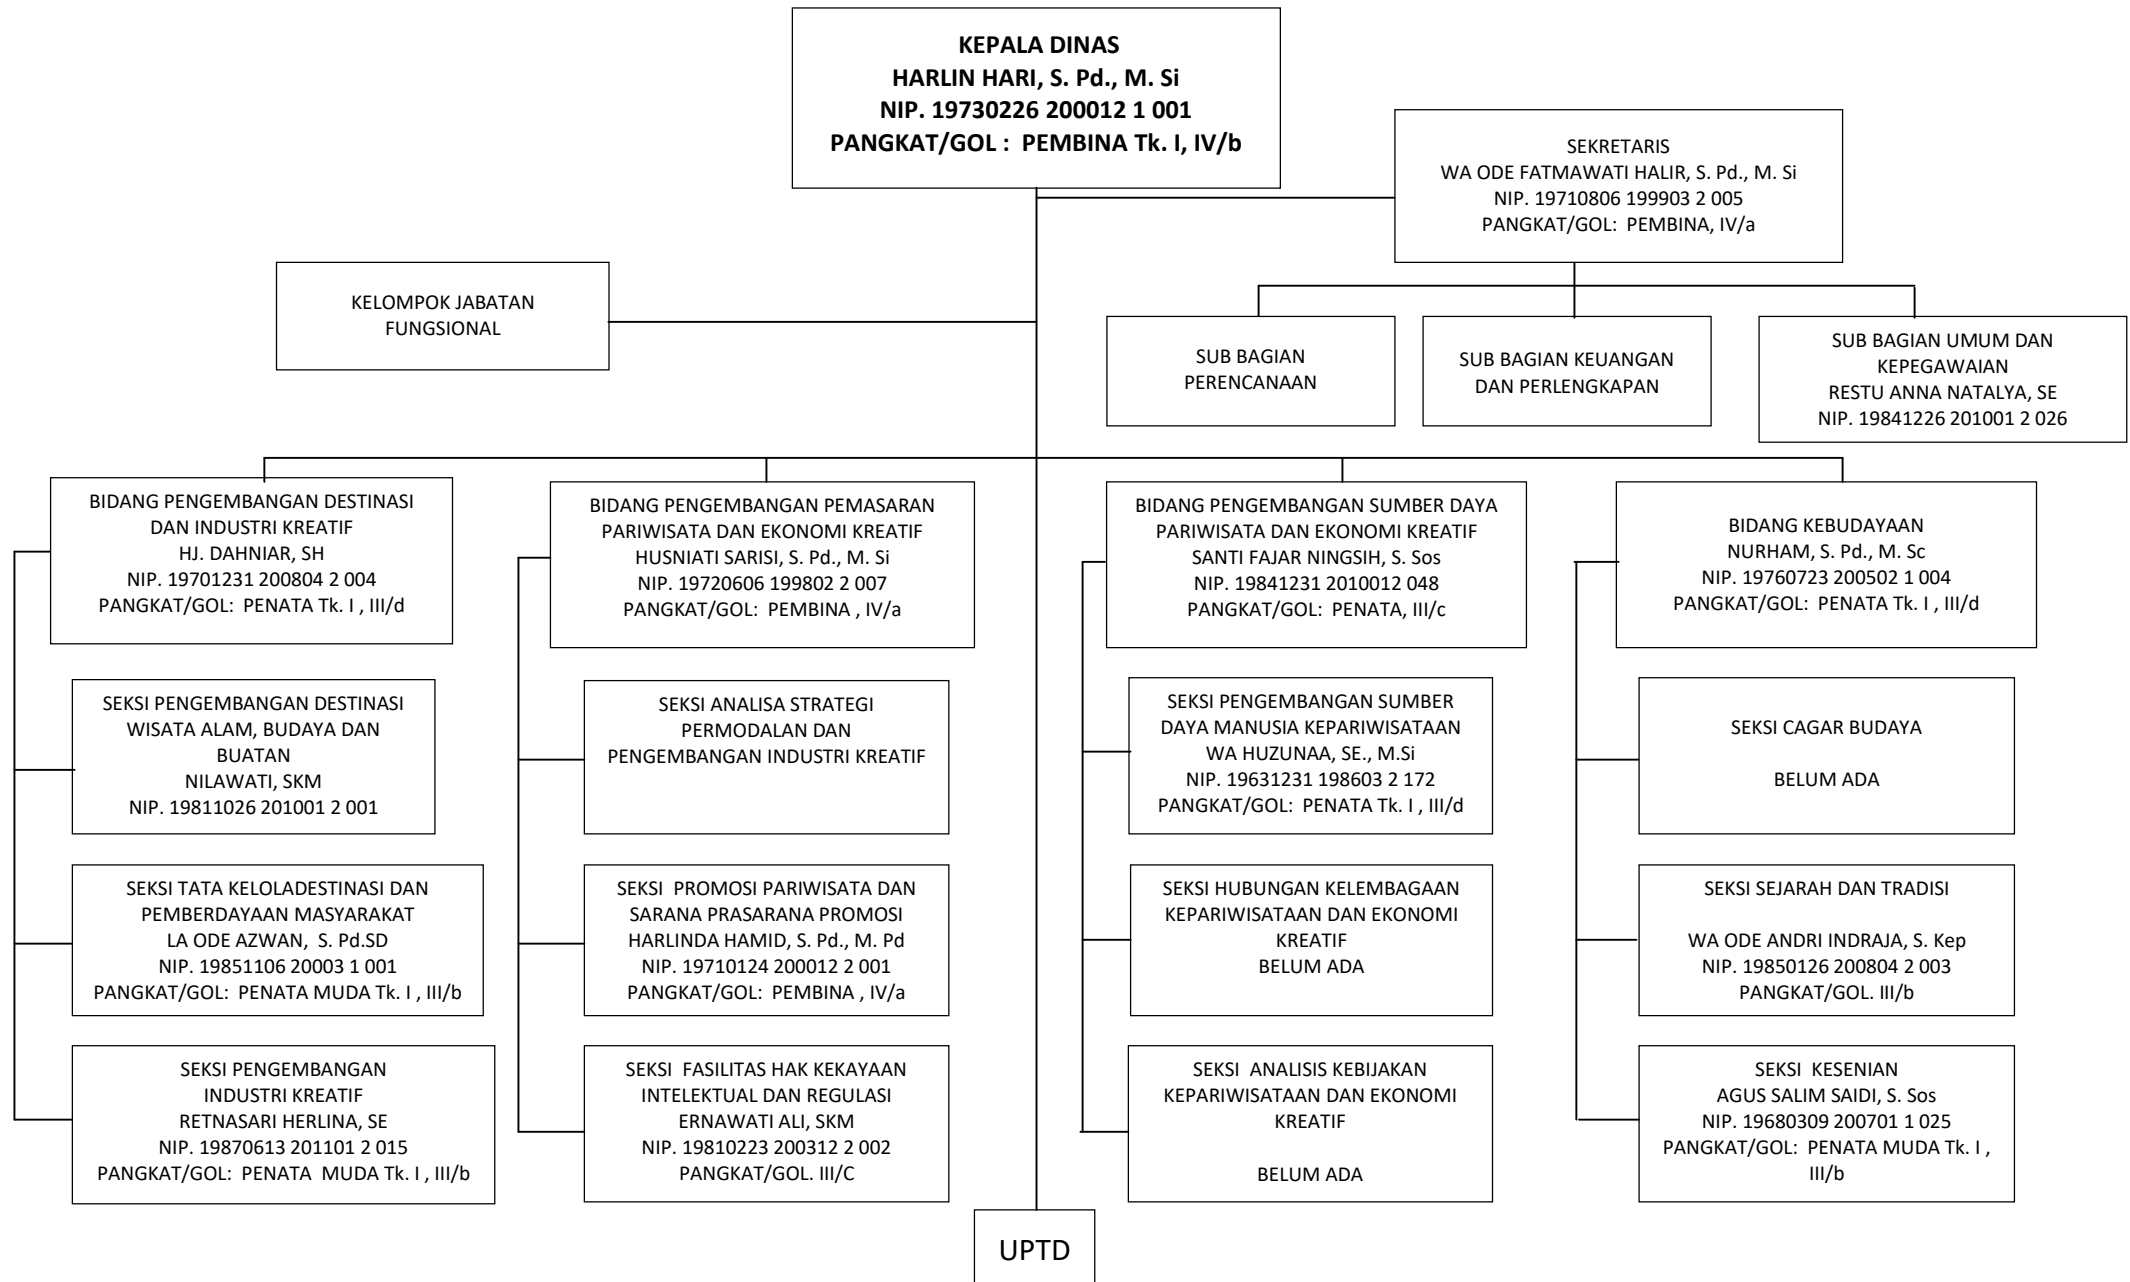 KEPALA DINAS
HARLIN HARI, S. Pd., M. Si
NIP. 19730226 200012 1 001
PANGKAT/GOL :  PEMBINA Tk. I, IV/b
SEKRETARIS
WA ODE FATMAWATI HALIR, S. Pd., M. Si
NIP. 19710806 199903 2 005
PANGKAT/GOL:  PEMBINA, IV/a
KELOMPOK JABATAN
FUNGSIONAL
SUB BAGIAN
PERENCANAAN
SUB BAGIAN KEUANGAN
DAN PERLENGKAPAN
SUB BAGIAN UMUM DAN
KEPEGAWAIAN
RESTU ANNA NATALYA, SE
NIP. 19841226 201001 2 026
BIDANG PENGEMBANGAN DESTINASI
DAN INDUSTRI KREATIF
HJ. DAHNIAR, SH
NIP. 19701231 200804 2 004
PANGKAT/GOL:  PENATA Tk. I , III/d
BIDANG PENGEMBANGAN PEMASARAN
PARIWISATA DAN EKONOMI KREATIF
HUSNIATI SARISI, S. Pd., M. Si
NIP. 19720606 199802 2 007
PANGKAT/GOL:  PEMBINA , IV/a
BIDANG PENGEMBANGAN SUMBER DAYA
PARIWISATA DAN EKONOMI KREATIF
SANTI FAJAR NINGSIH, S. Sos
NIP. 19841231 2010012 048
PANGKAT/GOL:  PENATA, III/c
BIDANG KEBUDAYAAN
NURHAM, S. Pd., M. Sc
NIP. 19760723 200502 1 004
PANGKAT/GOL:  PENATA Tk. I , III/d
SEKSI PENGEMBANGAN DESTINASI
WISATA ALAM, BUDAYA DAN
BUATAN
NILAWATI, SKM
NIP. 19811026 201001 2 001
SEKSI ANALISA STRATEGI
PERMODALAN DAN
PENGEMBANGAN INDUSTRI KREATIF
SEKSI PENGEMBANGAN SUMBER
DAYA MANUSIA KEPARIWISATAAN
WA HUZUNAA, SE., M.Si
NIP. 19631231 198603 2 172
PANGKAT/GOL:  PENATA Tk. I , III/d
SEKSI CAGAR BUDAYA
BELUM ADA
SEKSI TATA KELOLADESTINASI DAN
PEMBERDAYAAN MASYARAKAT
LA ODE AZWAN,  S. Pd.SD
NIP. 19851106 20003 1 001
PANGKAT/GOL:  PENATA MUDA Tk. I , III/b
SEKSI  PROMOSI PARIWISATA DAN
SARANA PRASARANA PROMOSI
HARLINDA HAMID, S. Pd., M. Pd
NIP. 19710124 200012 2 001
PANGKAT/GOL:  PEMBINA , IV/a
SEKSI HUBUNGAN KELEMBAGAAN
KEPARIWISATAAN DAN EKONOMI
KREATIF
BELUM ADA
SEKSI SEJARAH DAN TRADISI
WA ODE ANDRI INDRAJA, S. Kep
NIP. 19850126 200804 2 003
PANGKAT/GOL. III/b
SEKSI PENGEMBANGAN
INDUSTRI KREATIF
RETNASARI HERLINA, SE
NIP. 19870613 201101 2 015
PANGKAT/GOL:  PENATA  MUDA Tk. I , III/b
SEKSI  FASILITAS HAK KEKAYAAN
INTELEKTUAL DAN REGULASI
ERNAWATI ALI, SKM
NIP. 19810223 200312 2 002
PANGKAT/GOL. III/C
SEKSI  ANALISIS KEBIJAKAN
KEPARIWISATAAN DAN EKONOMI
KREATIF
BELUM ADA
SEKSI  KESENIAN
AGUS SALIM SAIDI, S. Sos
NIP. 19680309 200701 1 025
PANGKAT/GOL:  PENATA MUDA Tk. I ,
III/b
UPTD